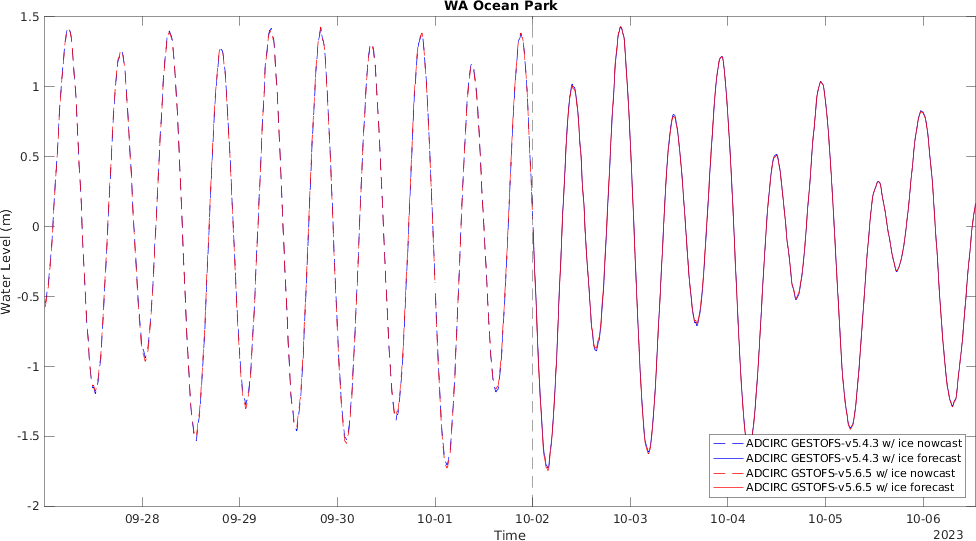 WA Ocean Park
1.5
1
0.5
0
-0.5
-1
-1.5
-2
Water Level (m)
09-28 09-29 09-30 10-01 10-02 10-03 10-04 10-05 10-06
Time
2023
ADCIRC GESTOFS-v5.4.3 w/ ice nowcast
ADCIRC GESTOFS-v5.4.3 w/ ice forecast
ADCIRC GSTOFS-v5.6.5 w/ ice nowcast
ADCIRC GSTOFS-v5.6.5 w/ ice forecast